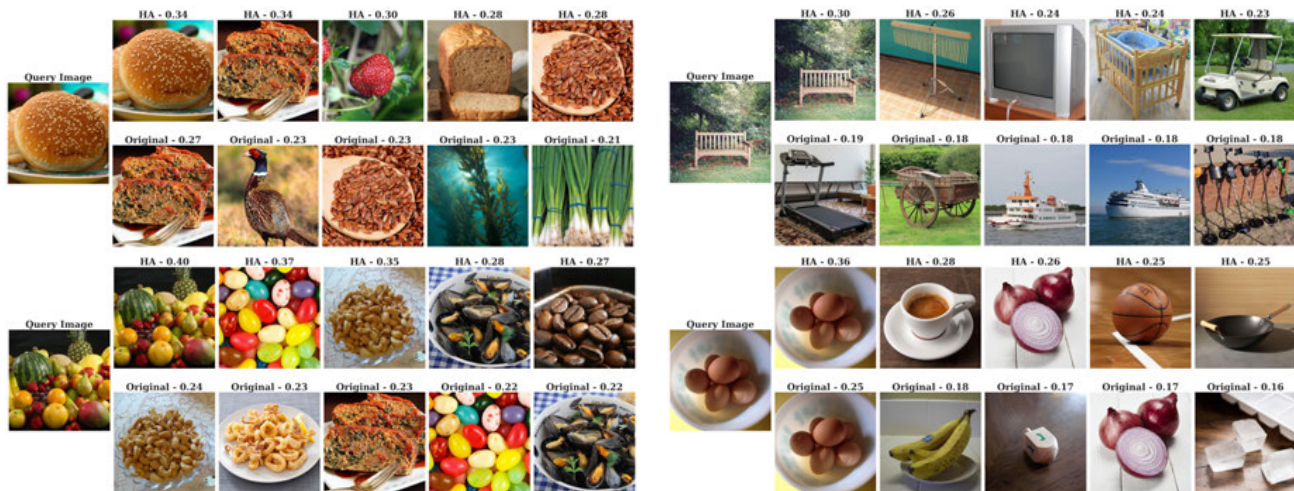 HA - 0.34 HA - 0.34 HA - 0.30 HA - 0.28 HA - 0.28
Query Image
Original - 0.27 Original - 0.23 Original - 0.23 Original - 0.23 Original - 0.21
HA - 0.40 HA - 0.37 HA - 0.35 HA - 0.28 HA - 0.27
Query Image
Original - 0.24 Original - 0.23 Original - 0.23 Original - 0.22 Original - 0.22
HA - 0.30 HA - 0.26 HA - 0.24 HA - 0.24 HA - 0.23
Query Image
Original - 0.19 Original - 0.18 Original - 0.18 Original - 0.18 Original - 0.18
HA - 0.36 HA - 0.28 HA - 0.26 HA - 0.25 HA - 0.25
Query Image
Original - 0.25 Original - 0.18 Original - 0.17 Original - 0.17 Original - 0.16